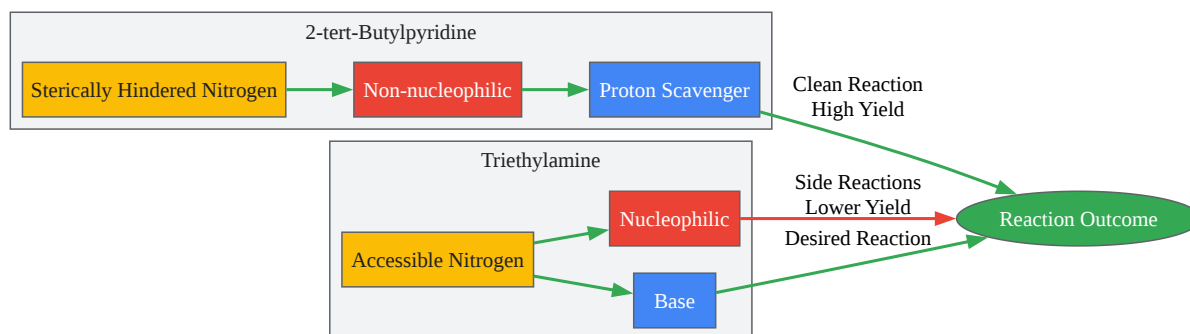 2-tert-Butylpyridine
Sterically Hindered Nitrogen
Non-nucleophilic
Proton Scavenger
Clean Reaction
High Yield
Triethylamine
Accessible Nitrogen
Nucleophilic
Base
Side Reactions
Lower Yield
Desired Reaction
Reaction Outcome